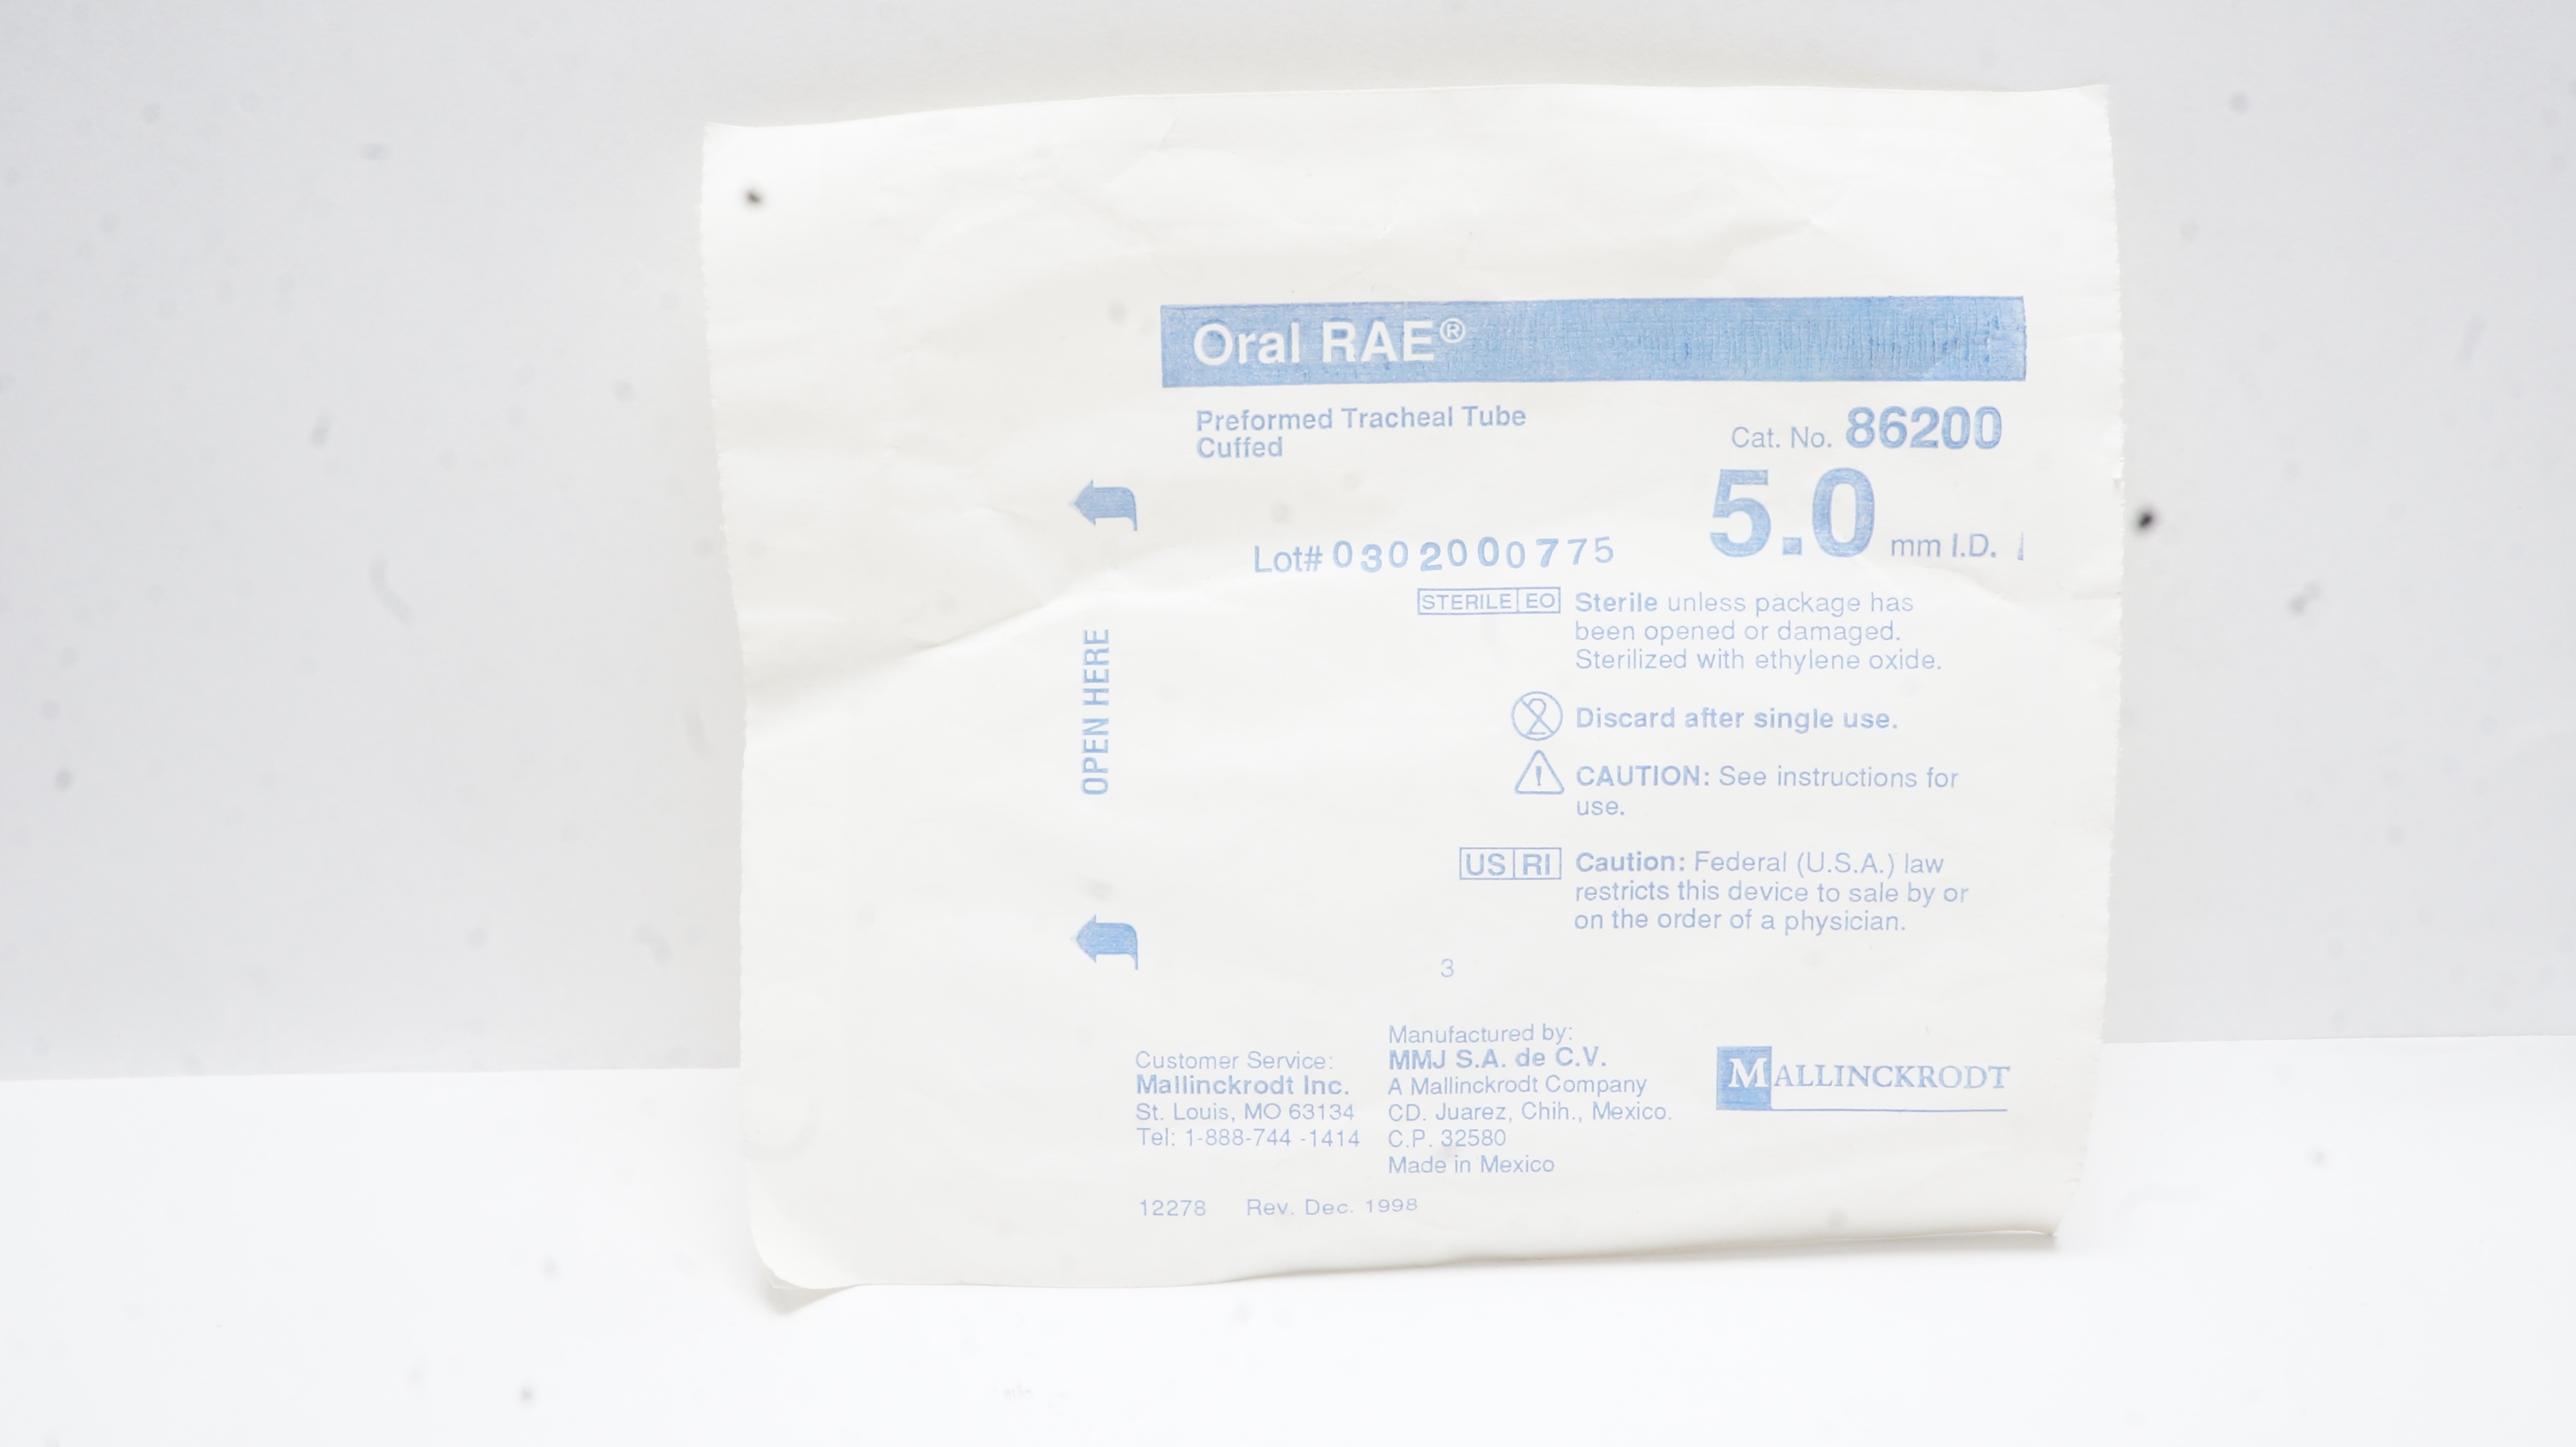 Oral RAE®
Preformed Tracheal Tube
Cuffed
Cat. No. 86200
5.0 mm I.D.
Lot# 0302000775
STERILE EO
Sterile unless package has
been opened or damaged.
Sterilized with ethylene oxide.
2
Discard after single use.
!
CAUTION: See instructions for
use.
OPEN HERE
US RI
Caution: Federal (U.S.A.) law
restricts this device to sale by or
on the order of a physician.
3
Customer Service:
Mallinckrodt Inc.
St. Louis, MO 63134
Tel: 1-888-744 -1414
Manufactured by:
MMJ S.A. de C.V.
A Mallinckrodt Company
CD. Juarez, Chih., Mexico.
C.P. 32580
Made in Mexico
MALLINCKRODT
12278 Rev. Dec. 1998